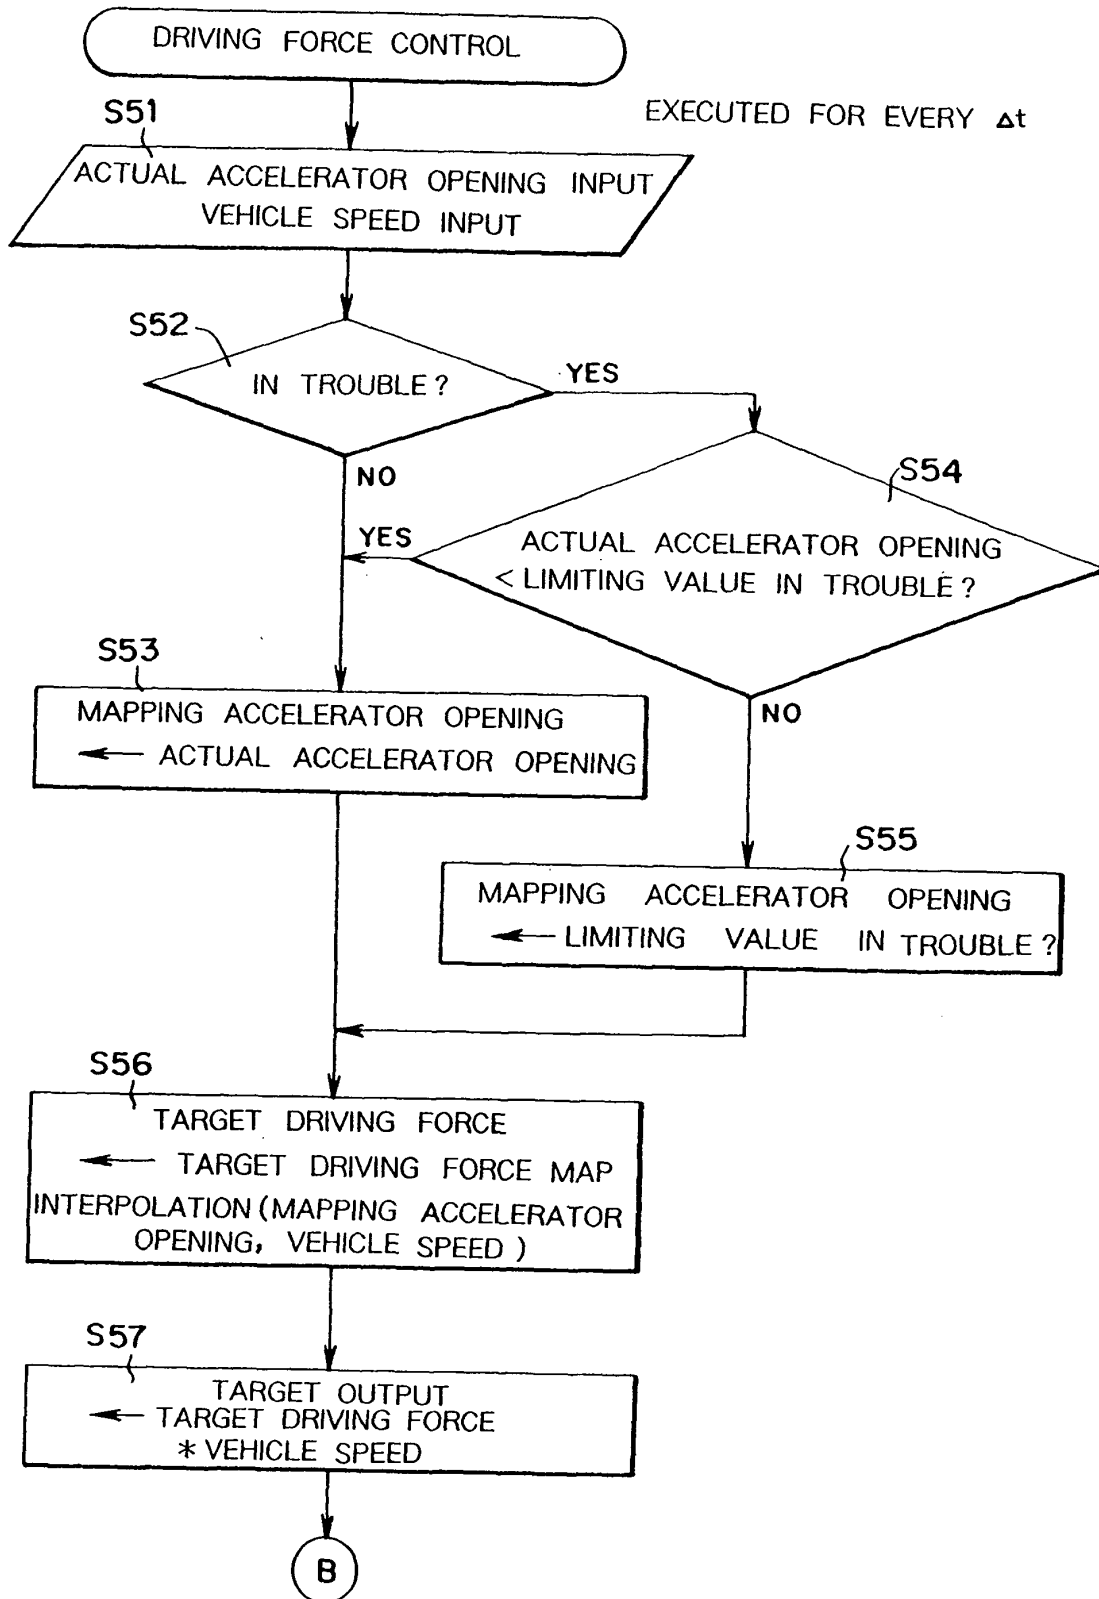 DRIVING FORCE CONTROL
EXECUTED FOR EVERY Δt
S51
ACTUAL ACCELERATOR OPENING INPUT
VEHICLE SPEED INPUT
S52
IN TROUBLE?
YES
NO
S54
YES
ACTUAL ACCELERATOR OPENING
< LIMITING VALUE IN TROUBLE?
NO
S53
MAPPING ACCELERATOR OPENING
← ACTUAL ACCELERATOR OPENING
S55
MAPPING ACCELERATOR OPENING
← LIMITING VALUE IN TROUBLE?
S56
TARGET DRIVING FORCE
← TARGET DRIVING FORCE MAP
INTERPOLATION (MAPPING ACCELERATOR
OPENING, VEHICLE SPEED)
S57
TARGET OUTPUT
← TARGET DRIVING FORCE
* VEHICLE SPEED
B